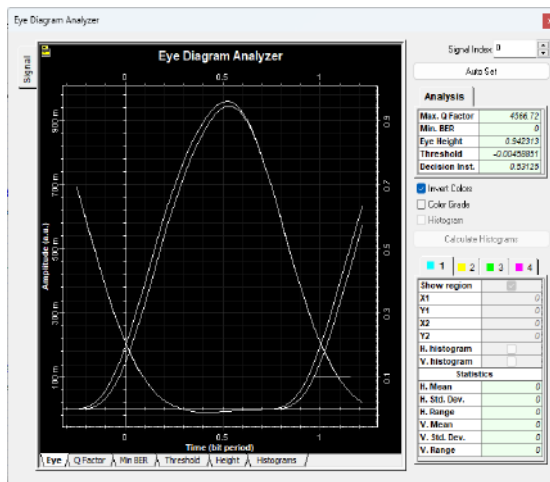 Eye Diagram Analyzer
Signal
Eye Diagram Analyzer
0
0.5
1
Amplitude (a.u.)
900 m
700 m
500 m
300 m
100 m
0.9
0.7
0.5
0.3
0.1
0
0.5
1
Time (bit period)
Eye
Q Factor
Min BER
Threshold
Height
Histograms
Signal Index 0
Auto Set
Analysis
Max. Q Factor 4566.72
Min. BER 0
Eye Height 0.942313
Threshold -0.00458851
Decision Inst. 0.53125
Invert Colors
Color Grade
Histogram
Calculate Histograms
1 2 3 4
Show region
X1 0
Y1 0
X2 0
Y2 0
H. histogram
V. histogram
Statistics
H. Mean 0
H. Std. Dev. 0
H. Range 0
V. Mean 0
V. Std. Dev. 0
V. Range 0